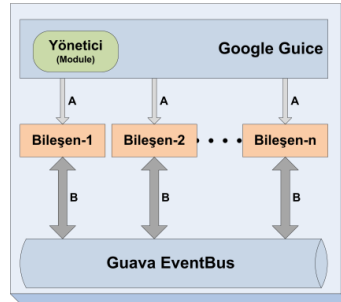 Yönetici
(Module)
Google Guice
A
A
A
Bileşen-1
Bileşen-2
Bileşen-n
B
B
B
Guava EventBus